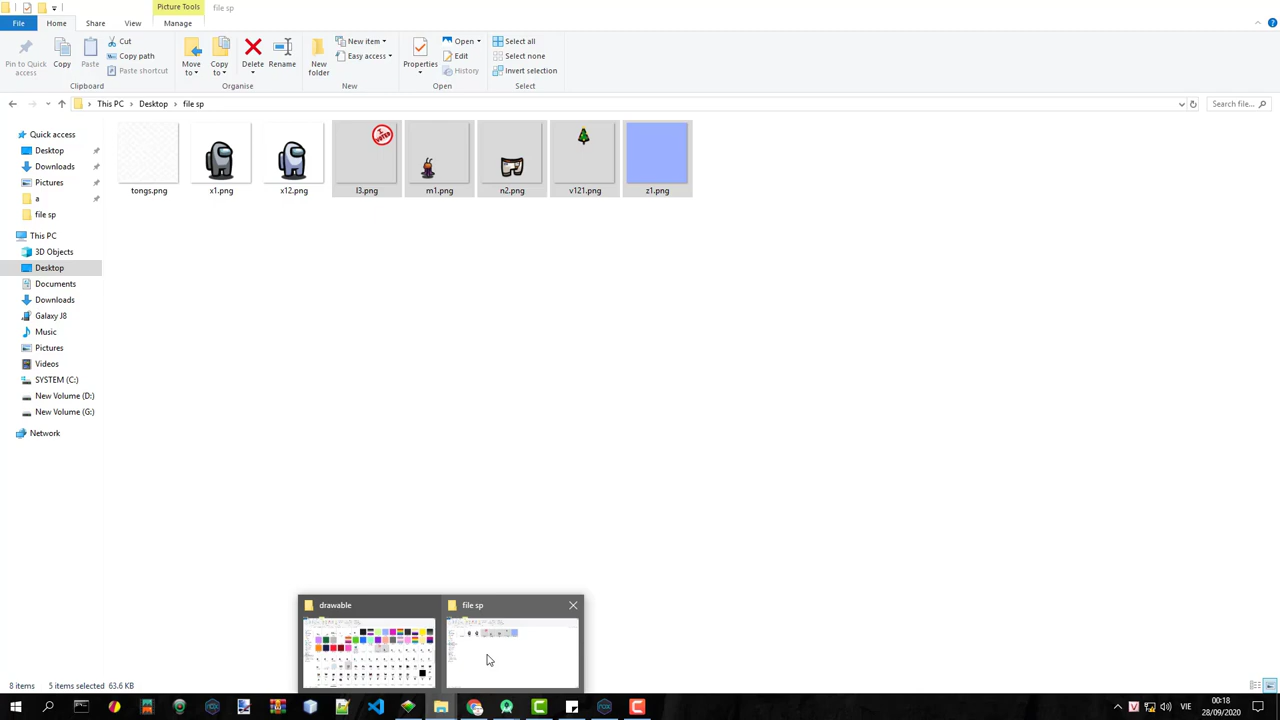 Picture Tools
file sp
File
Home
Share
View
Manage
Pin to Quick access
Copy
Paste
Cut
Copy path
Paste shortcut
Clipboard
Move to
Copy to
Delete
Rename
Organise
New folder
New item
Easy access
New
Properties
Open
Edit
History
Open
Select all
Select none
Invert selection
Select
This PC
Desktop
file sp
Search file...
Quick access
Desktop
Downloads
Pictures
a
file sp
This PC
3D Objects
Desktop
Documents
Downloads
Galaxy J8
Music
Pictures
Videos
SYSTEM (C:)
New Volume (D:)
New Volume (G:)
Network
I VOTED
tongs.png
x1.png
x12.png
l3.png
m1.png
n2.png
v121.png
z1.png
drawable
file sp
8 items
5 items selected
63.6 KB
VIE
00:18
28/09/2020